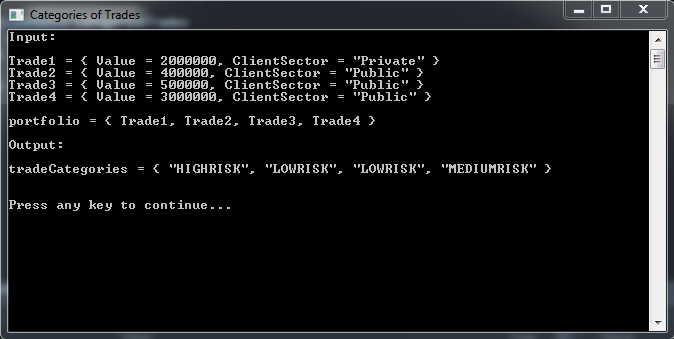 Categories of Trades
Input:
Trade1 = { Value = 2000000, ClientSector = "Private" }
Trade2 = { Value = 400000, ClientSector = "Public" }
Trade3 = { Value = 500000, ClientSector = "Public" }
Trade4 = { Value = 3000000, ClientSector = "Public" }
portfolio = { Trade1, Trade2, Trade3, Trade4 }
Output:
tradeCategories = { "HIGHRISK", "LOWRISK", "LOWRISK", "MEDIUMRISK" }
Press any key to continue...